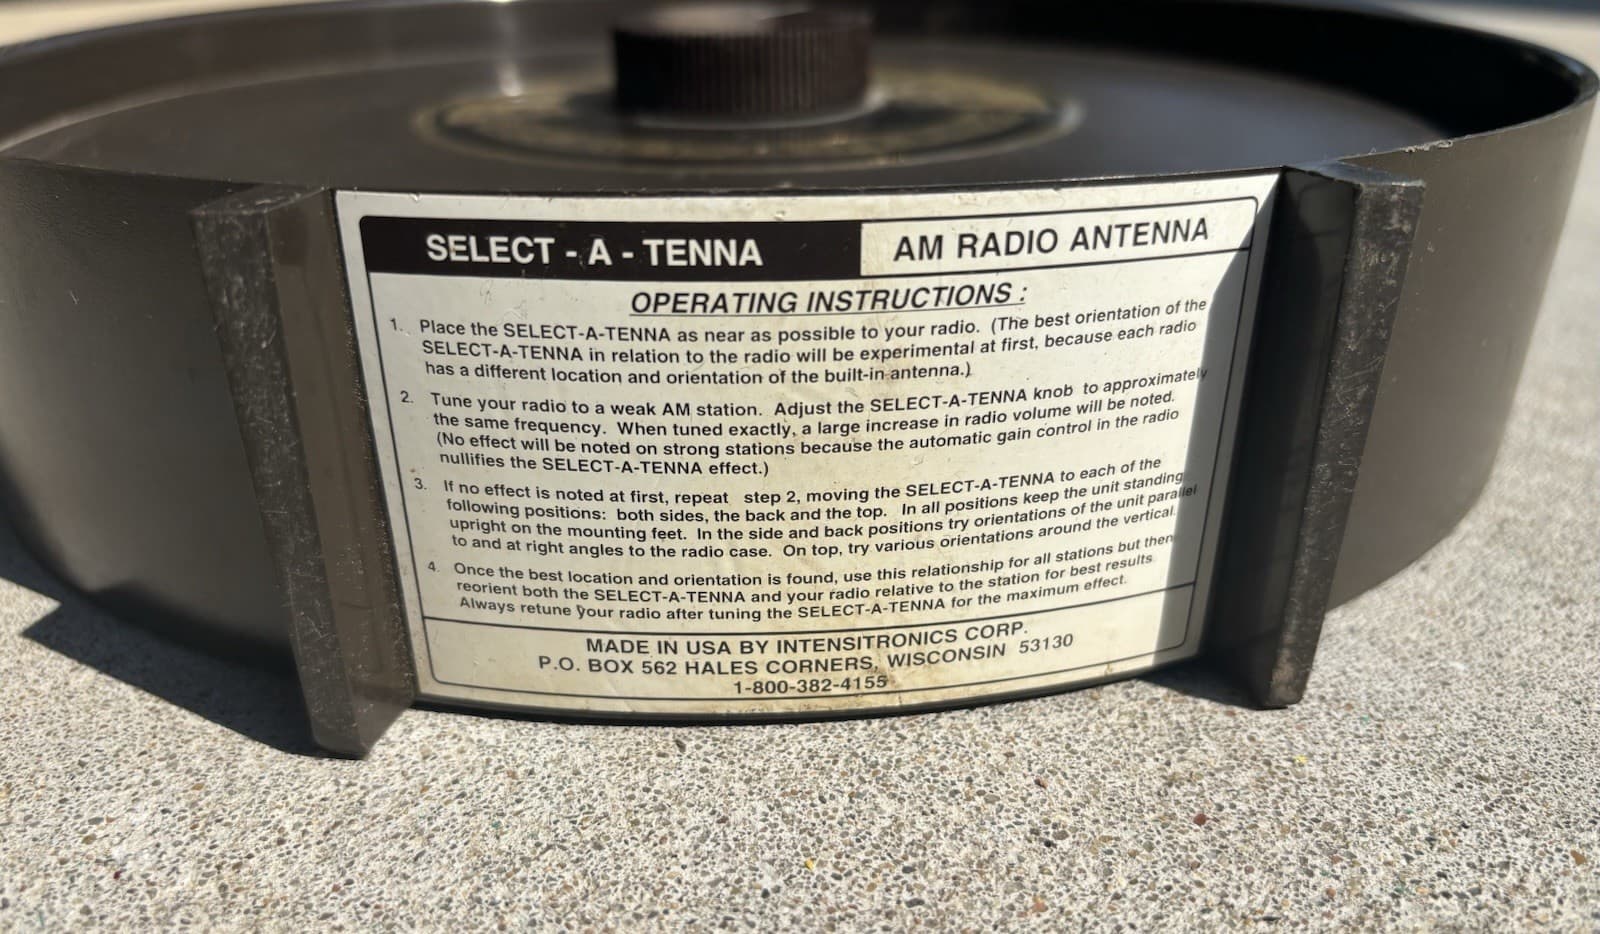 SELECT - A - TENNA
AM RADIO ANTENNA
OPERATING INSTRUCTIONS :
1. Place the SELECT-A-TENNA as near as possible to your radio. (The best orientation of the
SELECT-A-TENNA in relation to the radio will be experimental at first, because each radio
has a different location and orientation of the built-in antenna.)
2. Tune your radio to a weak AM station. Adjust the SELECT-A-TENNA knob to approximately
the same frequency. When tuned exactly, a large increase in radio volume will be noted.
(No effect will be noted on strong stations because the automatic gain control in the radio
nullifies the SELECT-A-TENNA effect.)
3. If no effect is noted at first, repeat step 2, moving the SELECT-A-TENNA to each of the
following positions: both sides, the back and the top. In all positions keep the unit standing
upright on the mounting feet. In the side and back positions try orientations of the unit parallel
to and at right angles to the radio case. On top, try various orientations around the vertical.
4. Once the best location and orientation is found, use this relationship for all stations but then
reorient both the SELECT-A-TENNA and your radio relative to the station for best results.
Always retune your radio after tuning the SELECT-A-TENNA for the maximum effect.
MADE IN USA BY INTENSITRONICS CORP.
P.O. BOX 562 HALES CORNERS, WISCONSIN 53130
1-800-382-4155